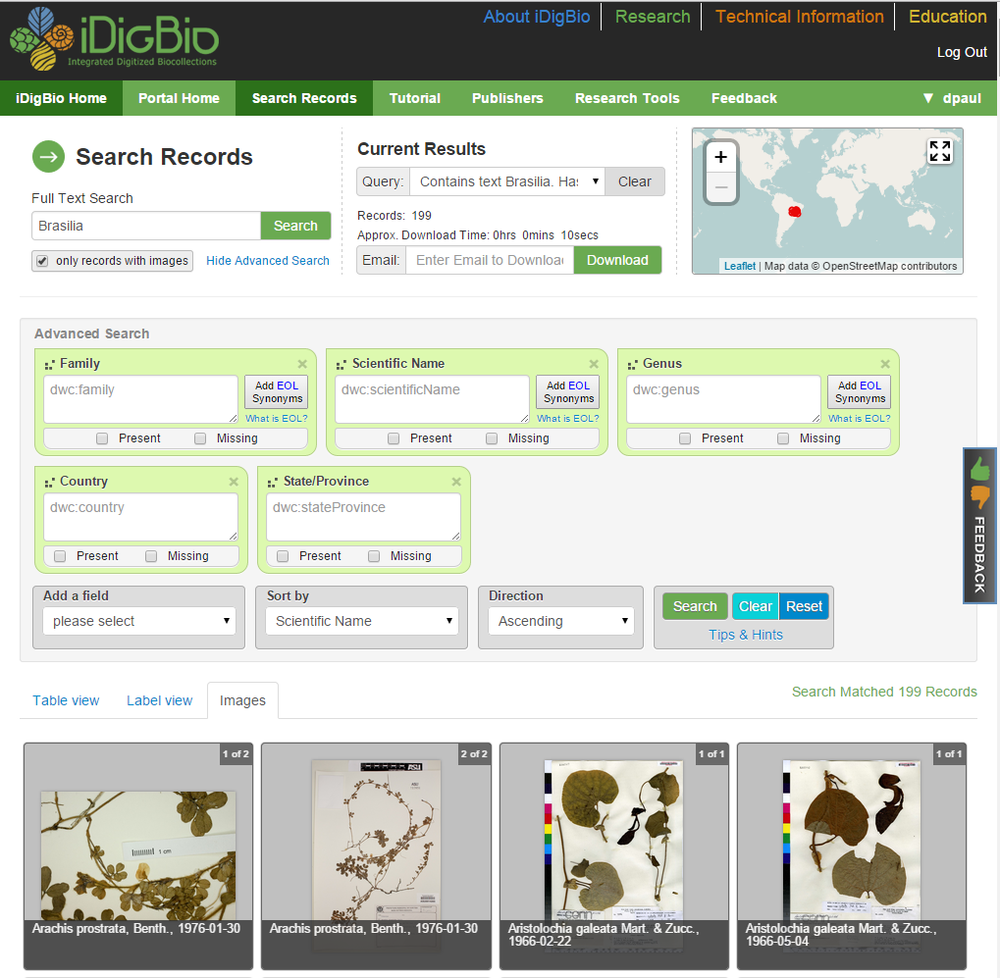 About iDigBio
Research
Technical Information
Education
iDigBio
Integrated Digitized Biocollections
Log Out
iDigBio Home
Portal Home
Search Records
Tutorial
Publishers
Research Tools
Feedback
▼ dpaul
Search Records
Full Text Search
Brasilia
Search
only records with images
Hide Advanced Search
Current Results
Query:
Contains text Brasilia. Has
Clear
Records: 199
Approx. Download Time: 0hrs 0mins 10secs
Email:
Enter Email to Download
Download
+
−
Leaflet | Map data © OpenStreetMap contributors
Advanced Search
Family
dwc:family
Add EOL
Synonyms
What is EOL?
Present
Missing
Scientific Name
dwc:scientificName
Add EOL
Synonyms
What is EOL?
Present
Missing
Genus
dwc:genus
Add EOL
Synonyms
What is EOL?
Present
Missing
Country
dwc:country
Present
Missing
State/Province
dwc:stateProvince
Present
Missing
FEEDBACK
Add a field
please select
Sort by
Scientific Name
Direction
Ascending
Search
Clear
Reset
Tips & Hints
Table view
Label view
Images
Search Matched 199 Records
1 of 2
1 cm
Arachis prostrata, Benth., 1976-01-30
2 of 2
ASU
Arachis prostrata, Benth., 1976-01-30
1 of 1
Aristolochia galeata Mart. & Zucc.,
1966-02-22
1 of 1
Aristolochia galeata Mart. & Zucc.,
1966-05-04